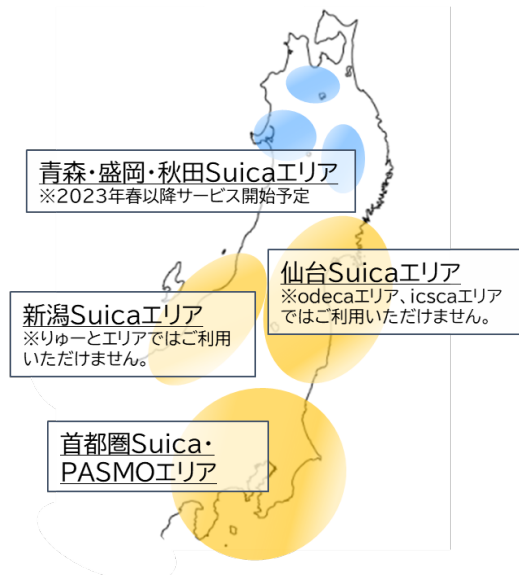 青森・盛岡・秋田Suicaエリア
※2023年春以降サービス開始予定
仙台Suicaエリア
※odecaエリア、icscaエリア
ではご利用いただけません。
新潟Suicaエリア
※りゅーとエリアではご利用
いただけません。
首都圏Suica・
PASMOエリア